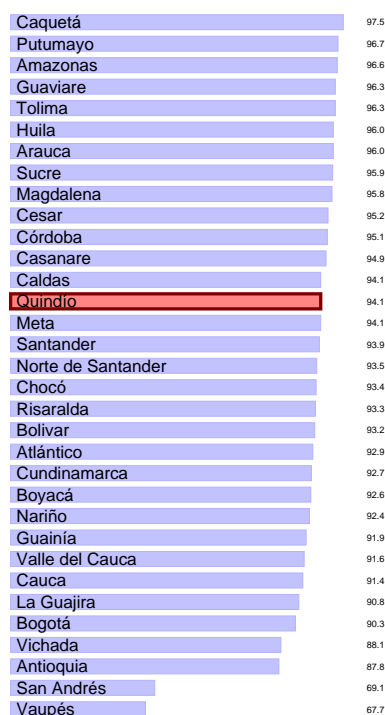 Caquetá 97.5
Putumayo 96.7
Amazonas 96.6
Guaviare 96.3
Tolima 96.3
Huila 96.0
Arauca 96.0
Sucre 95.9
Magdalena 95.8
Cesar 95.2
Córdoba 95.1
Casanare 94.9
Caldas 94.1
Quindío 94.1
Meta 94.1
Santander 93.9
Norte de Santander 93.5
Chocó 93.4
Risaralda 93.3
Bolivar 93.2
Atlántico 92.9
Cundinamarca 92.7
Boyacá 92.6
Nariño 92.4
Guainía 91.9
Valle del Cauca 91.6
Cauca 91.4
La Guajira 90.8
Bogotá 90.3
Vichada 88.1
Antioquia 87.8
San Andrés 69.1
Vaupés 67.7